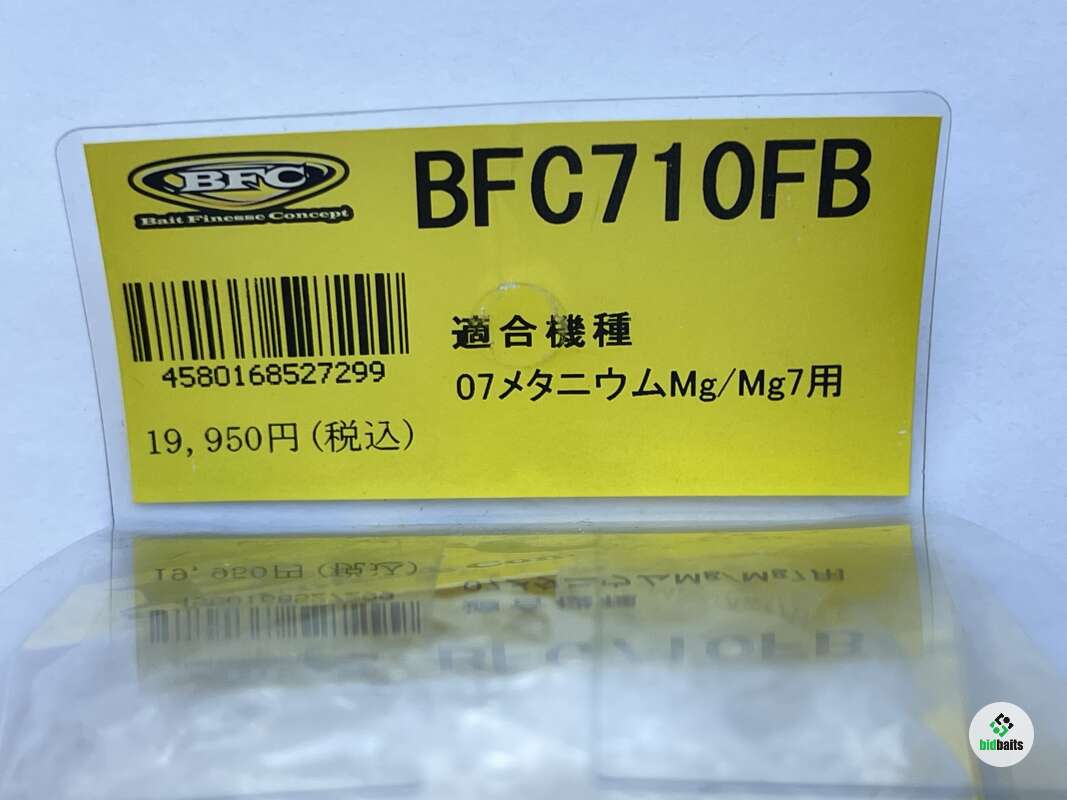 BFC
Bait Finesse Concept
BFC710FB
4580168527299
適合機種
07メタニウムMg/Mg7用
19,950円(税込)
bidbaits